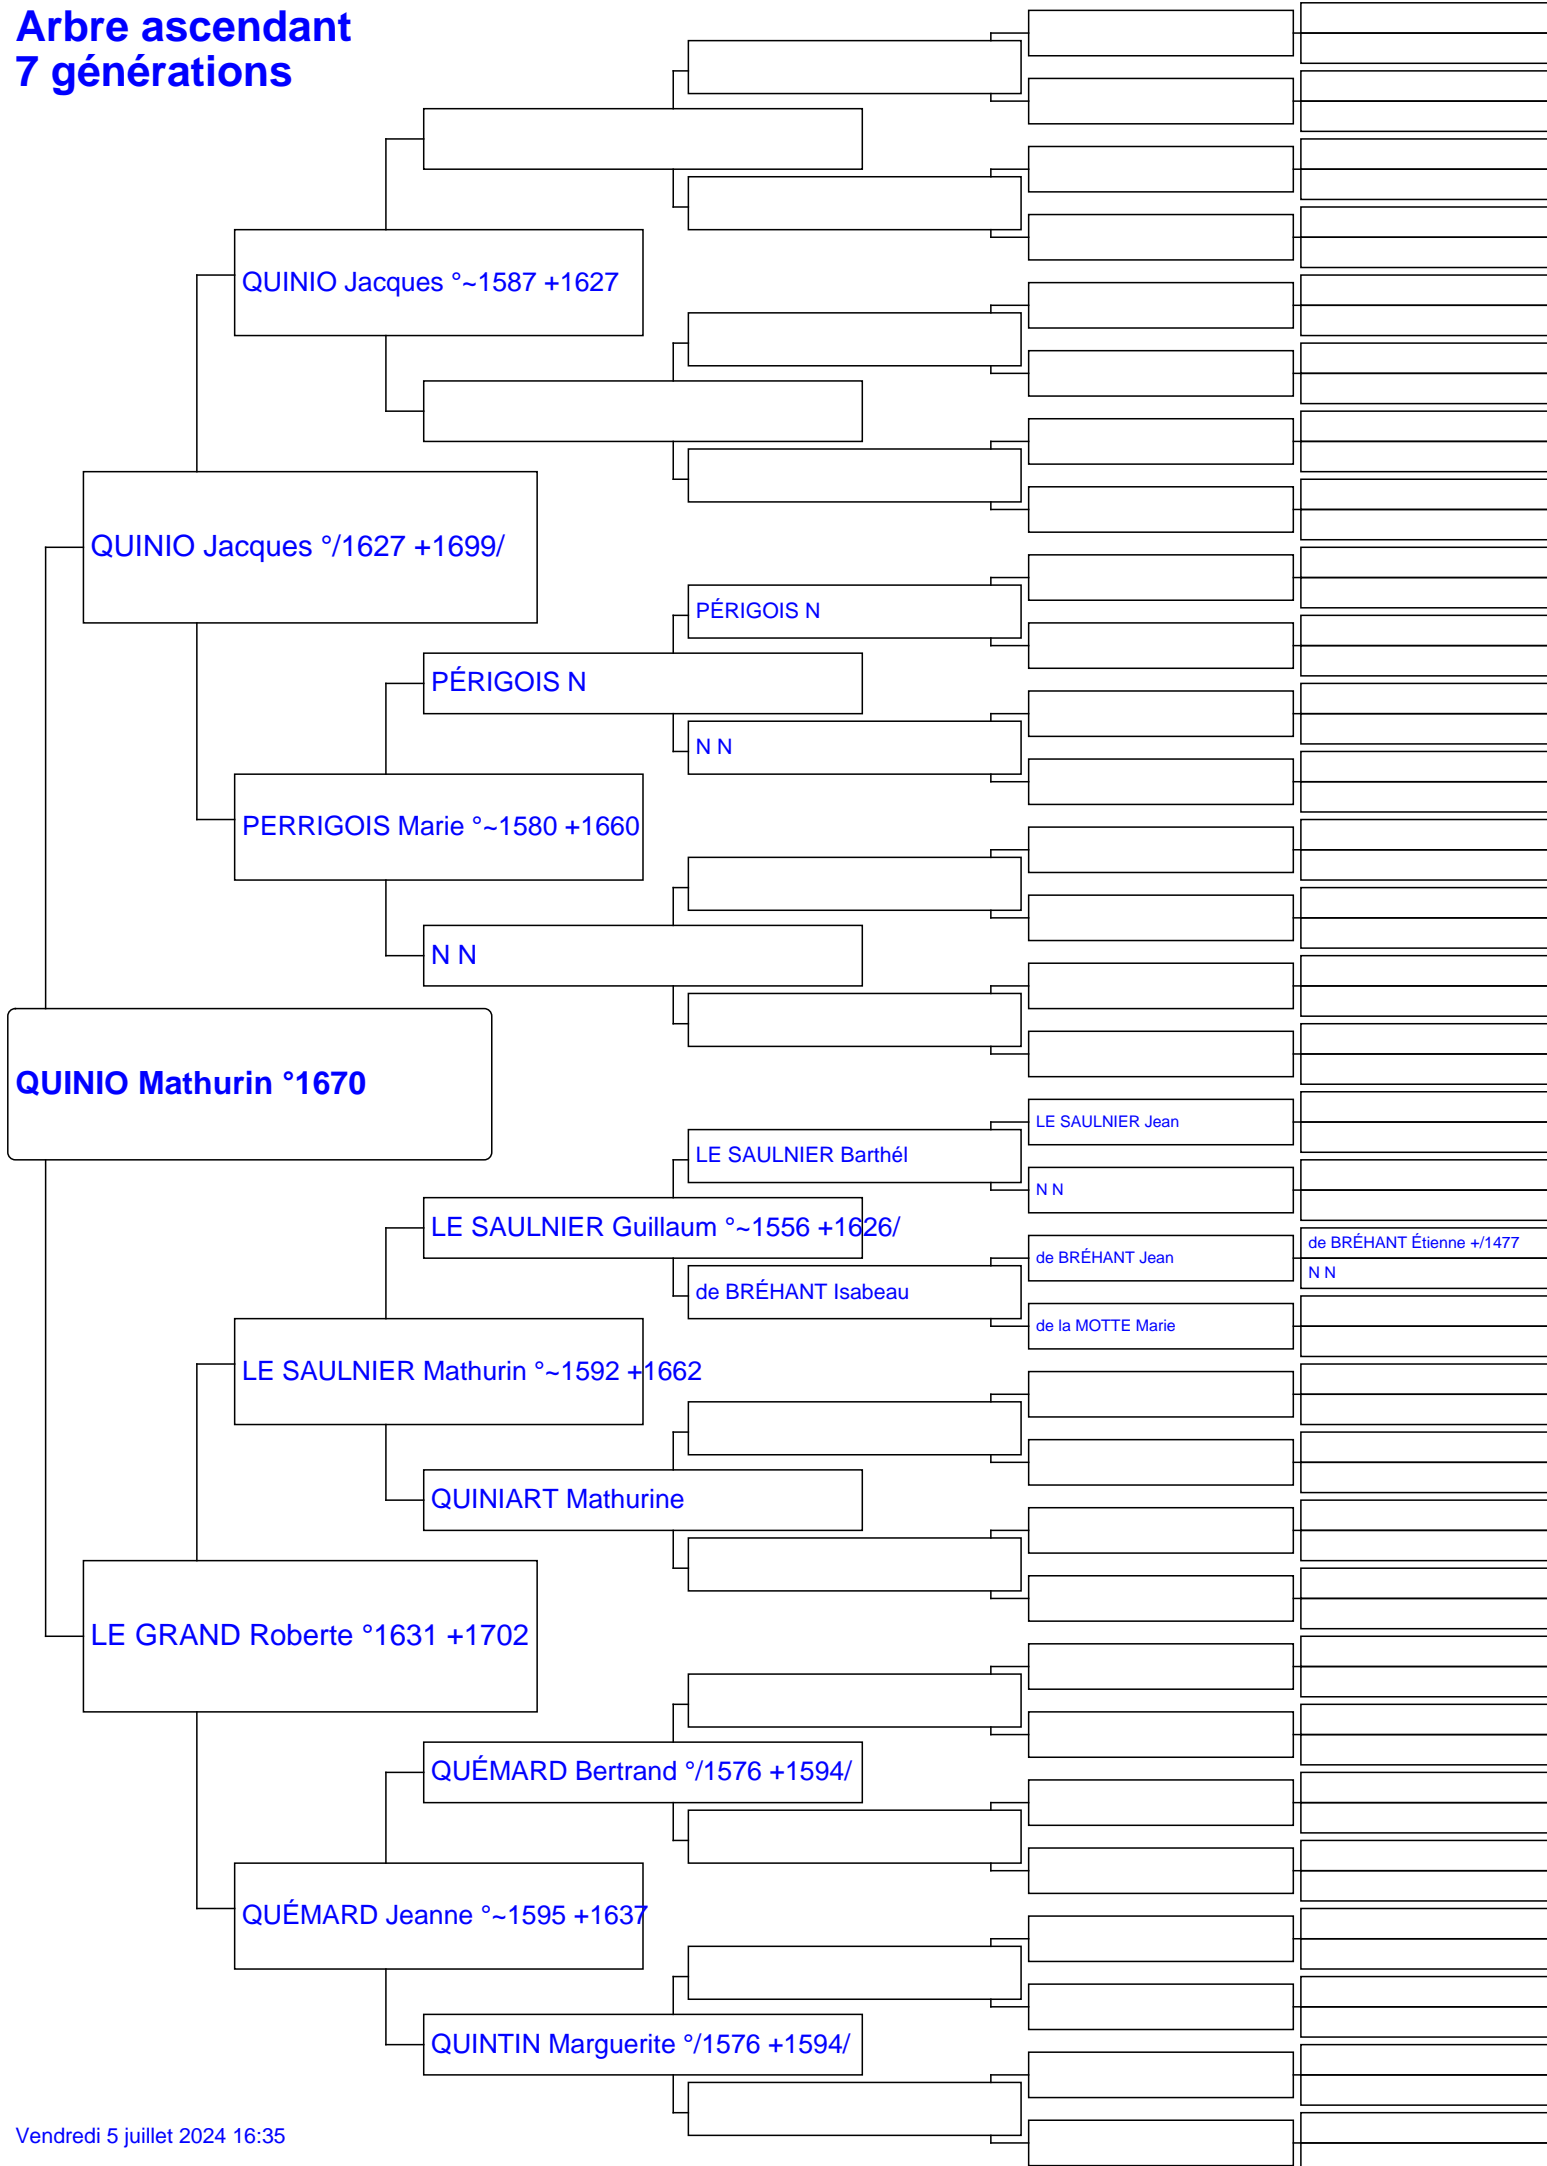 Arbre ascendant
7 générations
QUINIO Jacques °~1587 +1627
QUINIO Jacques °/1627 +1699/
PÉRIGOIS N
PÉRIGOIS N
N N
PERRIGOIS Marie °~1580 +1660
N N
QUINIO Mathurin °1670
LE SAULNIER Jean
LE SAULNIER Barthél
N N
LE SAULNIER Guillaum °~1556 +1626/
de BRÉHANT Étienne +/1477
de BRÉHANT Jean
N N
de BRÉHANT Isabeau
de la MOTTE Marie
LE SAULNIER Mathurin °~1592 +1662
QUINIART Mathurine
LE GRAND Roberte °1631 +1702
QUÉMARD Bertrand °/1576 +1594/
QUÉMARD Jeanne °~1595 +1637
QUINTIN Marguerite °/1576 +1594/
Vendredi 5 juillet 2024 16:35